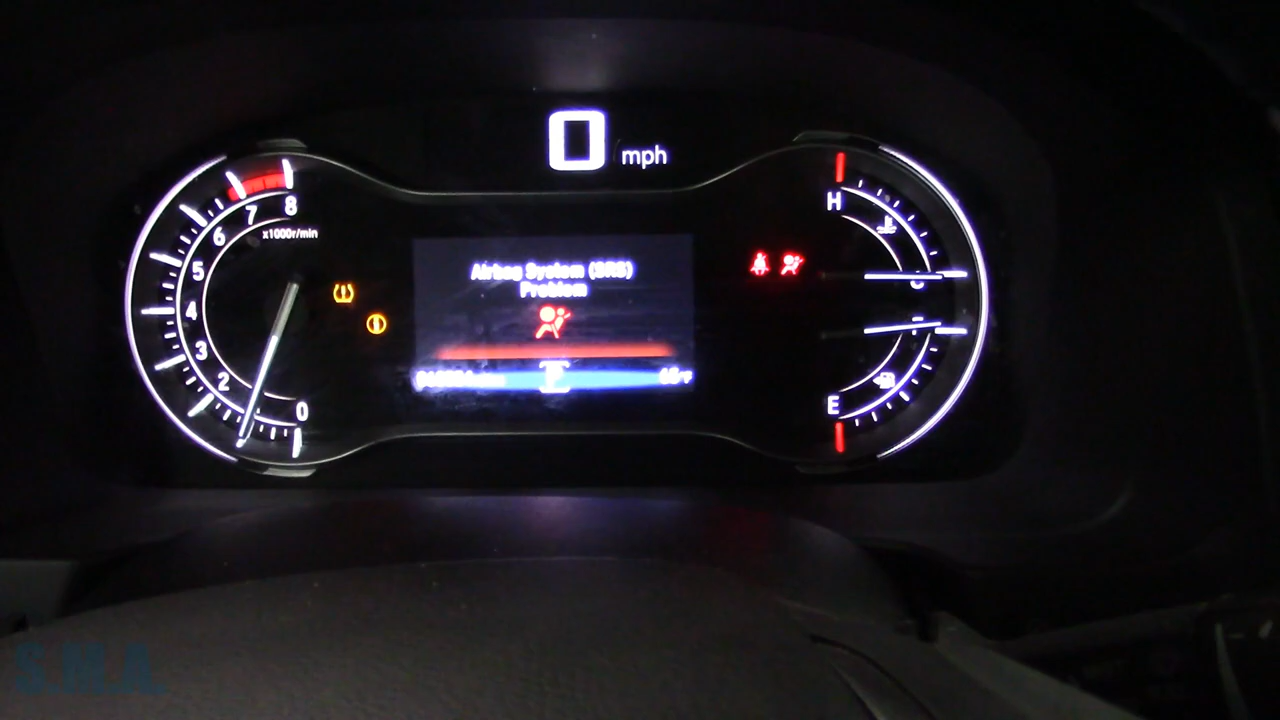 0 mph
8
7
6
x1000r/min
5
4
3
2
0
Airbag System (SRS)
Problem
P
H
C
F
E
S.M.A.